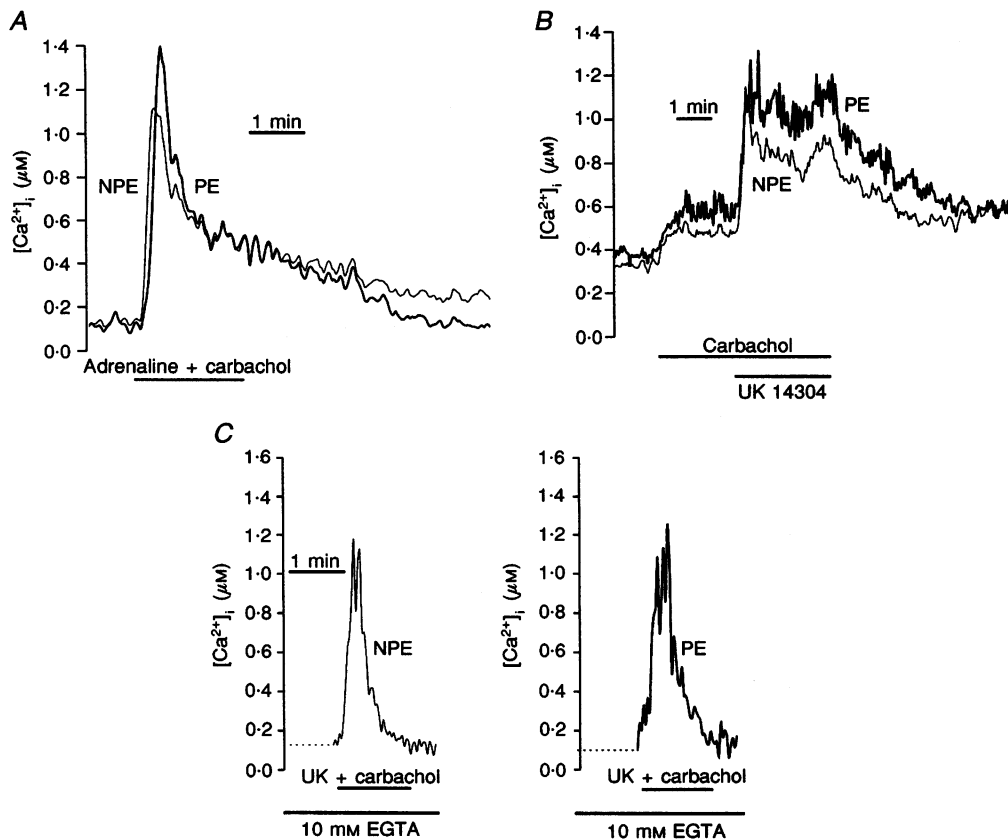 A
1·4
1·2
1·0
0·8
0·6
0·4
0·2
0·0
[Ca²⁺]ᵢ (μM)
1 min
NPE
PE
Adrenaline + carbachol
B
1·4
1·2
1·0
0·8
0·6
0·4
0·2
0·0
[Ca²⁺]ᵢ (μM)
1 min
PE
NPE
Carbachol
UK 14304
C
1·6
1·4
1·2
1·0
0·8
0·6
0·4
0·2
0·0
[Ca²⁺]ᵢ (μM)
1 min
NPE
UK + carbachol
10 mM EGTA
1·6
1·4
1·2
1·0
0·8
0·6
0·4
0·2
0·0
[Ca²⁺]ᵢ (μM)
PE
UK + carbachol
10 mM EGTA